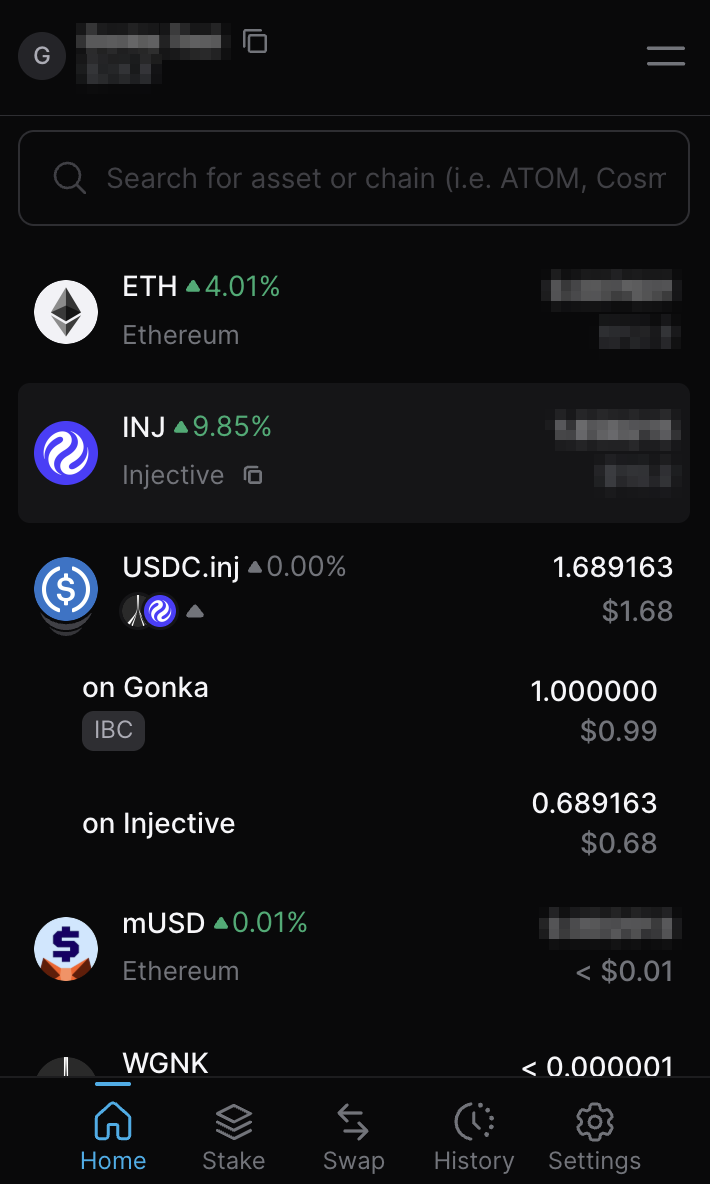 G
Search for asset or chain (i.e. ATOM, Cosm
ETH 4.01%
Ethereum
INJ 9.85%
Injective
USDC.inj 0.00% 1.689163
$1.68
on Gonka 1.000000
IBC $0.99
on Injective 0.689163
$0.68
mUSD 0.01%
Ethereum < $0.01
WGNK < 0.000001
Home Stake Swap History Settings